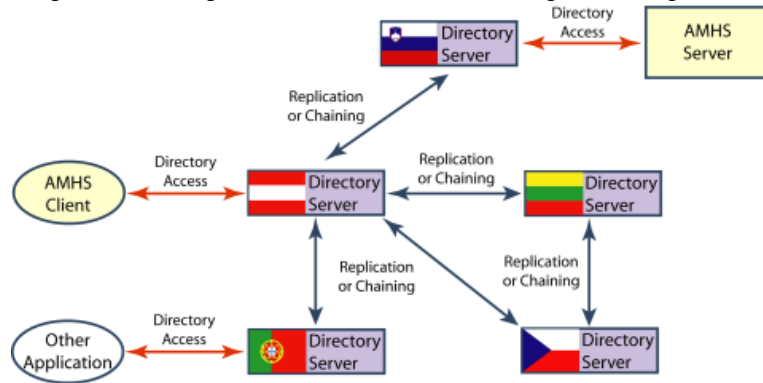 Directory
Access
Directory
Server
AMHS
Server
Replication
or Chaining
AMHS
Client
Directory
Access
Directory
Server
Replication
or Chaining
Directory
Server
Replication
or Chaining
Replication
or Chaining
Other
Application
Directory
Access
Directory
Server
Directory
Server